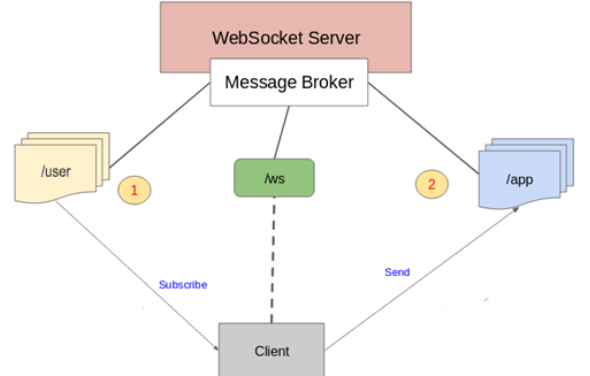 WebSocket Server
Message Broker
/user
/ws
/app
1
2
Subscribe
Send
Client